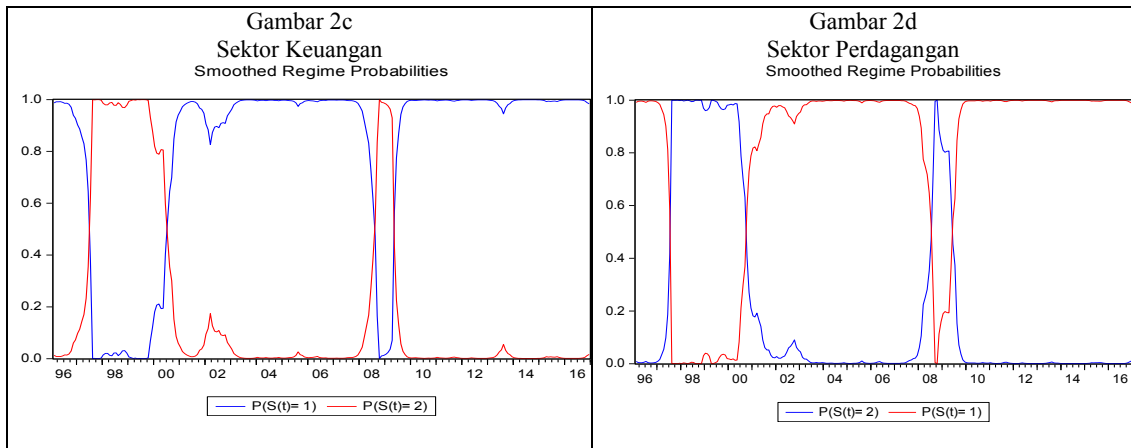 Gambar 2c
Sektor Keuangan
Smoothed Regime Probabilities
1.0
0.8
0.6
0.4
0.2
0.0
96 98 00 02 04 06 08 10 12 14 16
P(S(t)= 1) P(S(t)= 2)
Gambar 2d
Sektor Perdagangan
Smoothed Regime Probabilities
1.0
0.8
0.6
0.4
0.2
0.0
96 98 00 02 04 06 08 10 12 14 16
P(S(t)= 2) P(S(t)= 1)